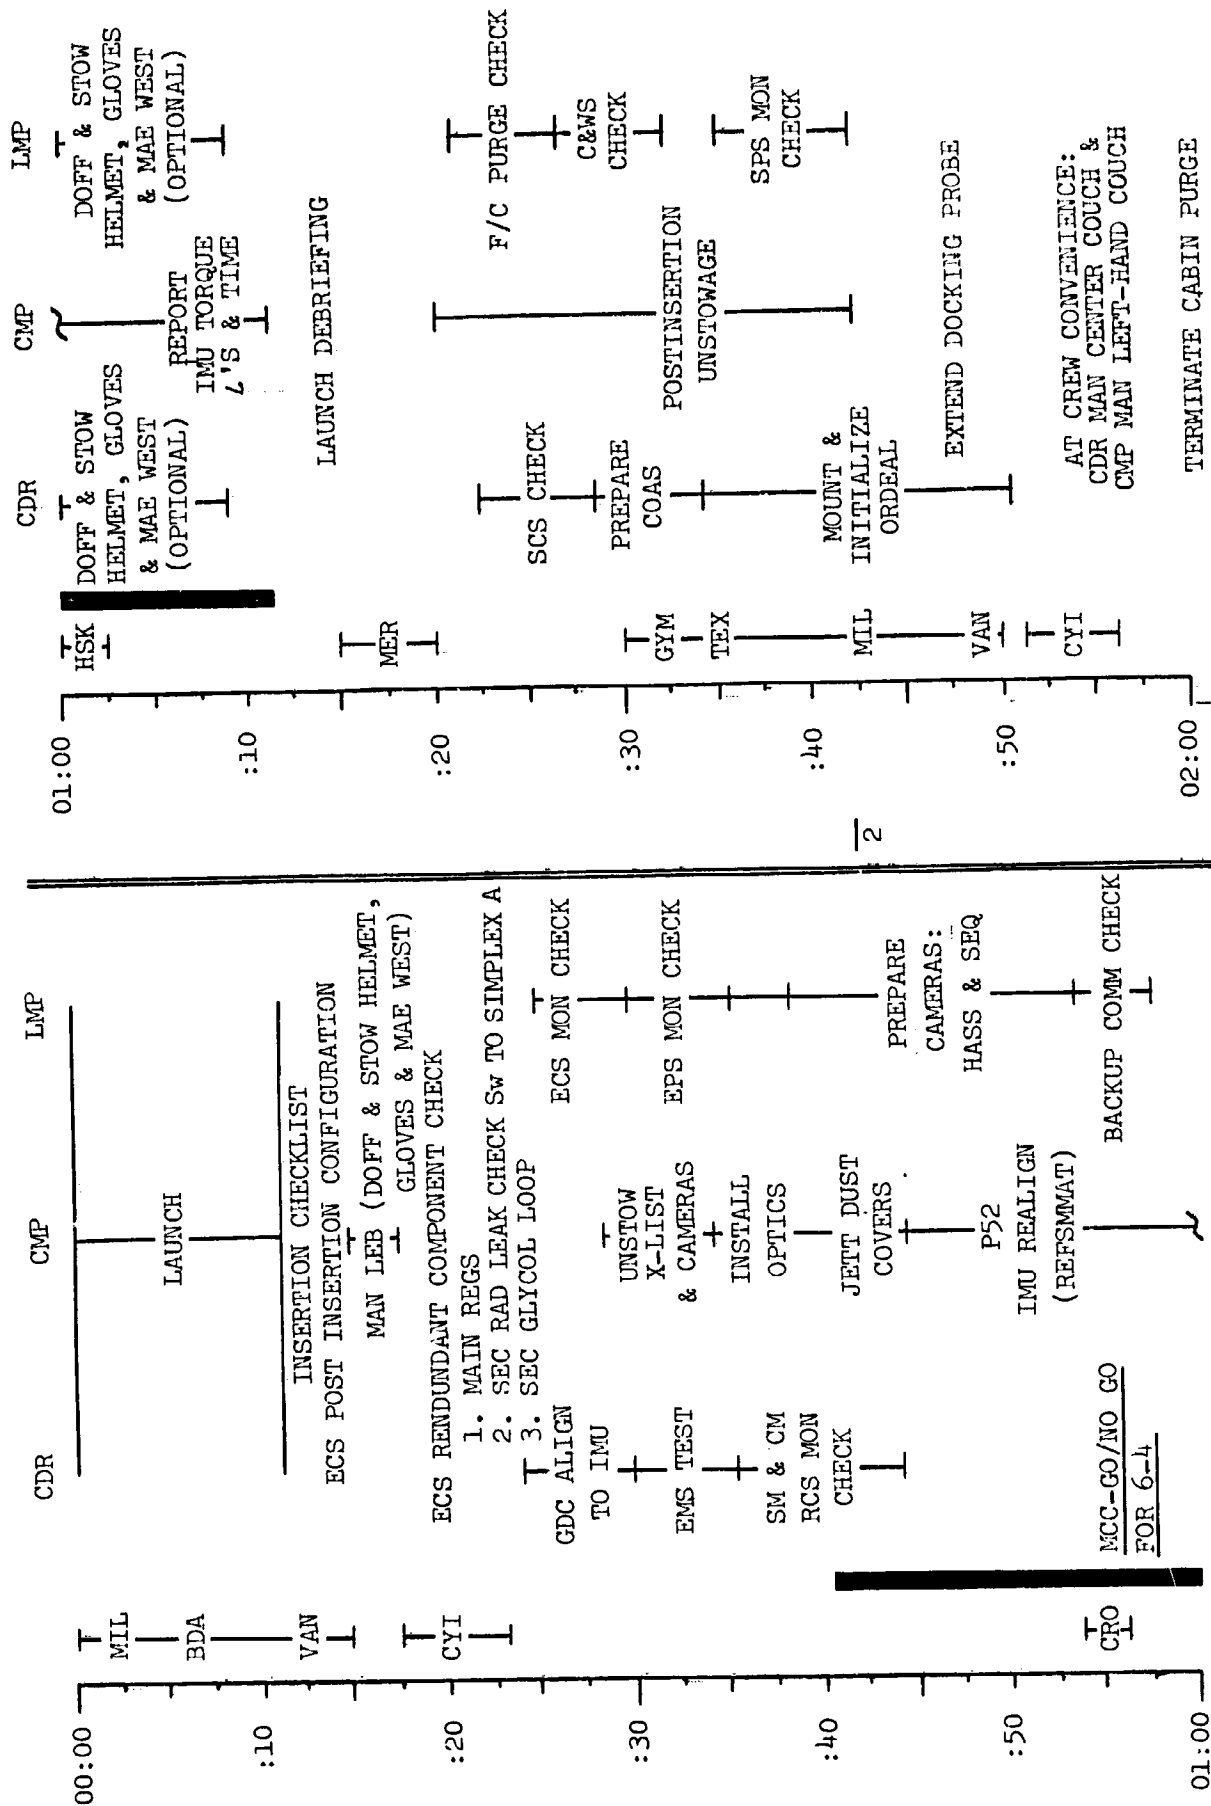 CDR
CMP
LMP
00:00
:10
:20
:30
:40
:50
01:00
MIL
BDA
VAN
CYI
CRO
LAUNCH
INSERTION CHECKLIST
ECS POST INSERTION CONFIGURATION
MAN LEB (DOFF & STOW HELMET,
GLOVES & MAE WEST)
ECS RENDUNDANT COMPONENT CHECK
1. MAIN REGS
2. SEC RAD LEAK CHECK Sw TO SIMPLEX A
3. SEC GLYCOL LOOP
GDC ALIGN
TO IMU
EMS TEST
SM & CM
RCS MON
CHECK
MCC-GO/NO GO
FOR 6-4
UNSTOW
X-LIST
& CAMERAS
INSTALL
OPTICS
JETT DUST
COVERS
P52
IMU REALIGN
(REFSMMAT)
ECS MON CHECK
EPS MON CHECK
PREPARE
CAMERAS:
HASS & SEQ
BACKUP COMM CHECK
2
CDR
CMP
LMP
01:00
:10
:20
:30
:40
:50
02:00
HSK
MER
GYM
TEX
MIL
VAN
CYI
DOFF & STOW
HELMET, GLOVES
& MAE WEST
(OPTIONAL)
REPORT
IMU TORQUE
∠'S & TIME
DOFF & STOW
HELMET, GLOVES
& MAE WEST
(OPTIONAL)
LAUNCH DEBRIEFING
SCS CHECK
PREPARE
COAS
MOUNT &
INITIALIZE
ORDEAL
POSTINSERTION
UNSTOWAGE
F/C PURGE CHECK
C&WS
CHECK
SPS MON
CHECK
EXTEND DOCKING PROBE
AT CREW CONVENIENCE:
CDR MAN CENTER COUCH &
CMP MAN LEFT-HAND COUCH
TERMINATE CABIN PURGE